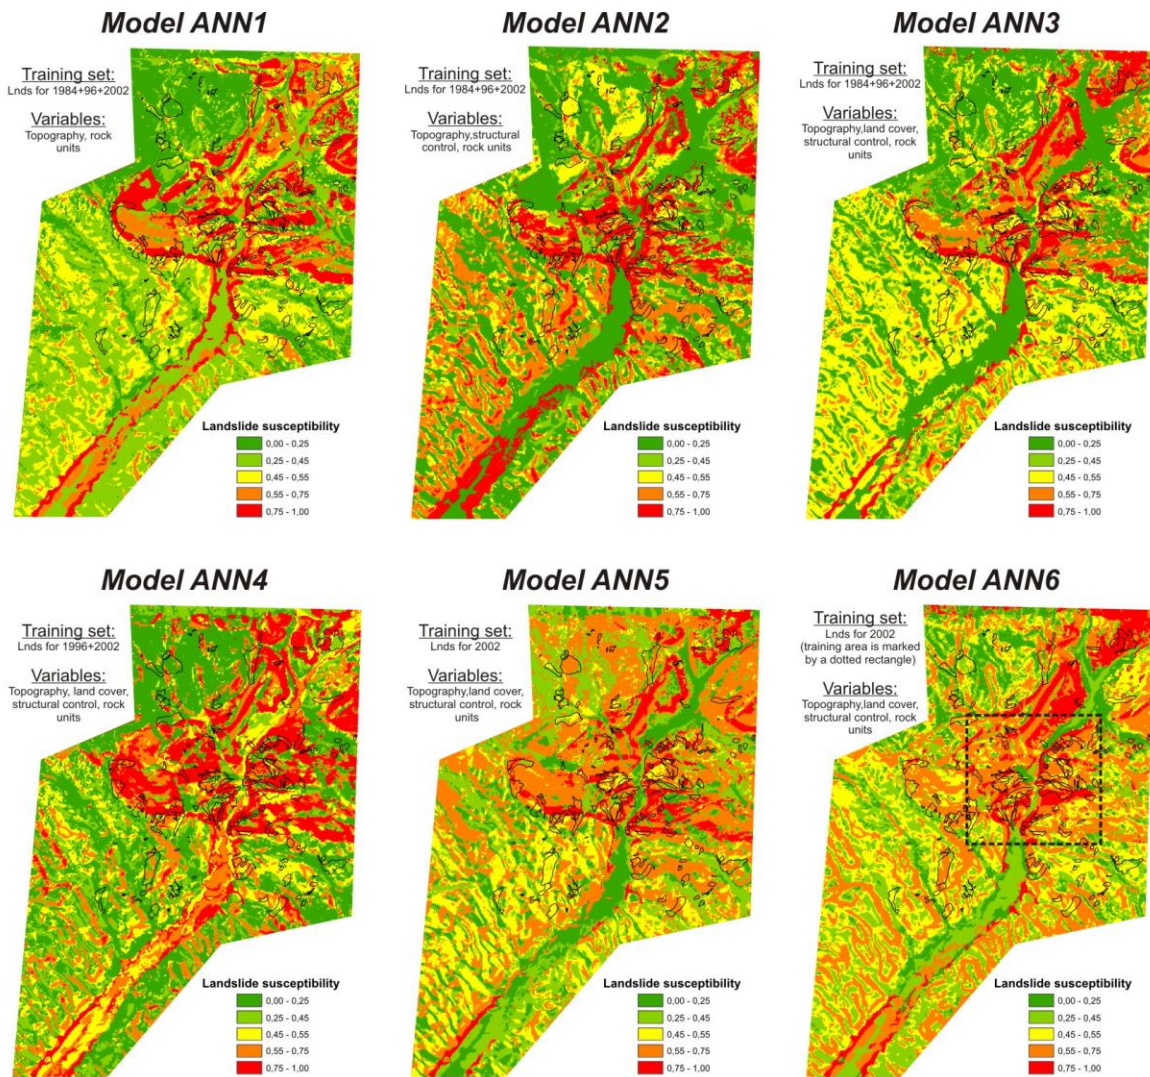 Model ANN1
Training set:
Lnds for 1984+96+2002
Variables:
Topography, rock
units
Landslide susceptibility
0,00 - 0,25
0,25 - 0,45
0,45 - 0,55
0,55 - 0,75
0,75 - 1,00
Model ANN2
Training set:
Lnds for 1984+96+2002
Variables:
Topography,structural
control, rock units
Landslide susceptibility
0,00 - 0,25
0,25 - 0,45
0,45 - 0,55
0,55 - 0,75
0,75 - 1,00
Model ANN3
Training set:
Lnds for 1984+96+2002
Variables:
Topography,land cover,
structural control, rock
units
Landslide susceptibility
0,00 - 0,25
0,25 - 0,45
0,45 - 0,55
0,55 - 0,75
0,75 - 1,00
Model ANN4
Training set:
Lnds for 1996+2002
Variables:
Topography, land cover,
structural control, rock
units
Landslide susceptibility
0,00 - 0,25
0,25 - 0,45
0,45 - 0,55
0,55 - 0,75
0,75 - 1,00
Model ANN5
Training set:
Lnds for 2002
Variables:
Topography,land cover,
structural control, rock
units
Landslide susceptibility
0,00 - 0,25
0,25 - 0,45
0,45 - 0,55
0,55 - 0,75
0,75 - 1,00
Model ANN6
Training set:
Lnds for 2002
(training area is marked
by a dotted rectangle)
Variables:
Topography,land cover,
structural control, rock
units
Landslide susceptibility
0,00 - 0,25
0,25 - 0,45
0,45 - 0,55
0,55 - 0,75
0,75 - 1,00